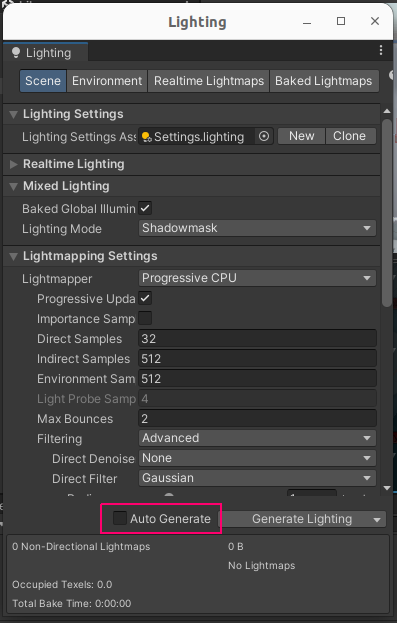 Lighting
Lighting
Scene Environment Realtime Lightmaps Baked Lightmaps
Lighting Settings
Lighting Settings Ass Settings.lighting New Clone
Realtime Lighting
Mixed Lighting
Baked Global Illumin
Lighting Mode Shadowmask
Lightmapping Settings
Lightmapper Progressive CPU
Progressive Upda
Importance Samp
Direct Samples 32
Indirect Samples 512
Environment Sam 512
Light Probe Samp 4
Max Bounces 2
Filtering Advanced
Direct Denoise None
Direct Filter Gaussian
Auto Generate Generate Lighting
0 Non-Directional Lightmaps 0 B
No Lightmaps
Occupied Texels: 0.0
Total Bake Time: 0:00:00